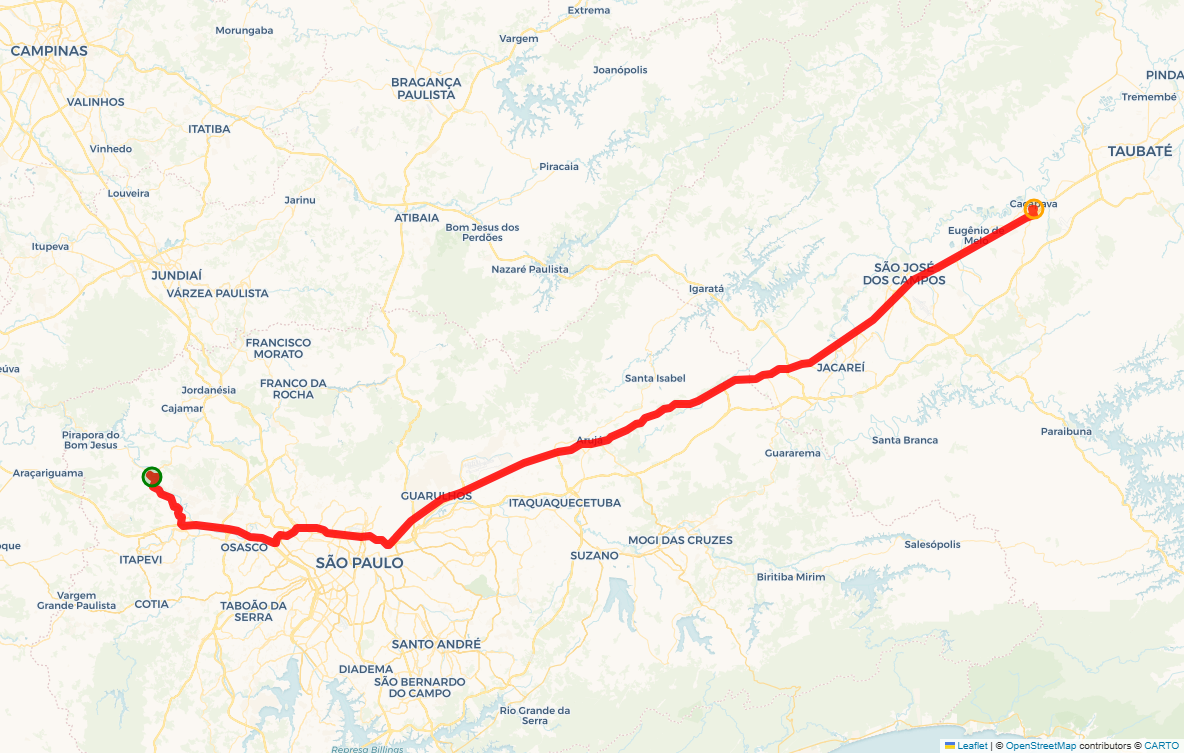 Extrema
Morungaba
Vargem
CAMPINAS
Joanópolis
PINDA
BRAGANÇA
PAULISTA
Tremembé
VALINHOS
ITATIBA
Vinhedo
TAUBATÉ
Piracaia
Louveira
Jarinu
Caçapava
ATIBAIA
Bom Jesus dos
Perdões
Eugênio de
Melo
Itupeva
JUNDIAÍ
Nazaré Paulista
SÃO JOSÉ
DOS CAMPOS
VÁRZEA PAULISTA
Igaratá
FRANCISCO
MORATO
JACAREÍ
Santa Isabel
FRANCO DA
ROCHA
Jordanésia
Cajamar
Pirapora do
Bom Jesus
Arujá
Santa Branca
Paraibuna
Guararema
Araçariguama
GUARULHOS
ITAQUAQUECETUBA
MOGI DAS CRUZES
Salesópolis
OSASCO
ITAPEVI
SÃO PAULO
SUZANO
Biritiba Mirim
Vargem
Grande Paulista
COTIA
TABOÃO DA
SERRA
SANTO ANDRÉ
DIADEMA
SÃO BERNARDO
DO CAMPO
Rio Grande da
Serra
Represa Billings
Leaflet | © OpenStreetMap contributors © CARTO